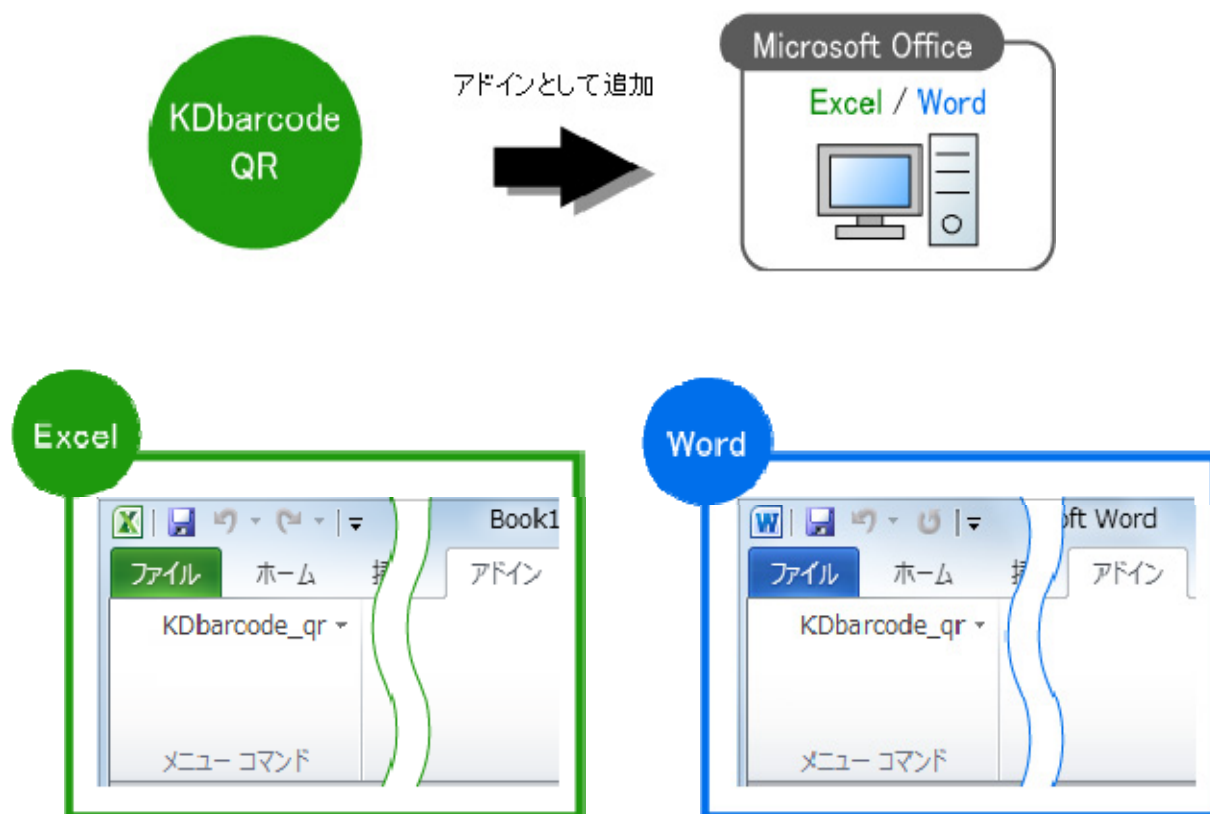 KDbarcode
QR
アドインとして追加
Microsoft Office
Excel / Word
Excel
Book1
ファイル ホーム アドイン
KDbarcode_qr
メニュー コマンド
Word
oft Word
ファイル ホーム アドイン
KDbarcode_qr
メニュー コマンド